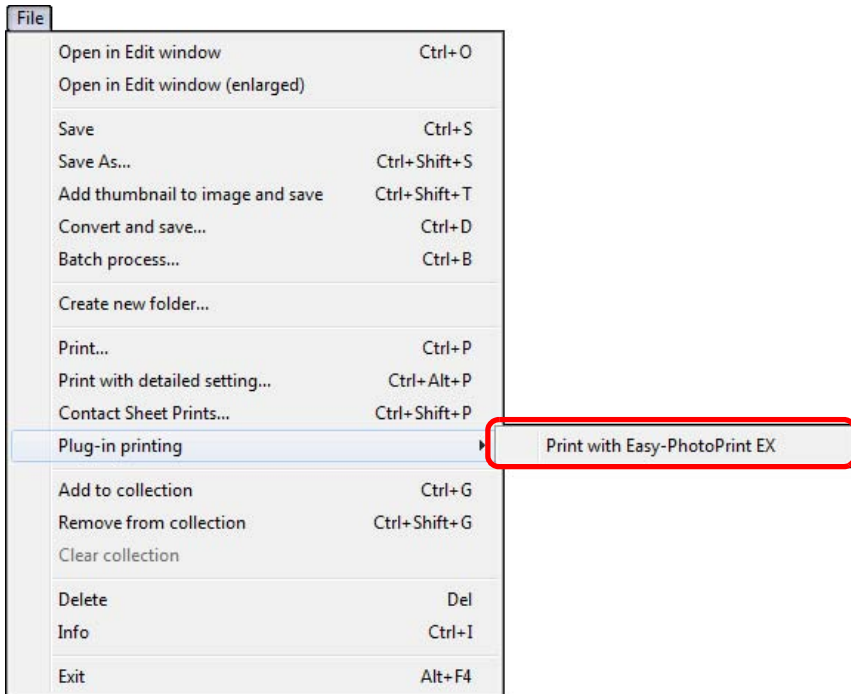 File
Open in Edit window Ctrl+O
Open in Edit window (enlarged)
Save Ctrl+S
Save As... Ctrl+Shift+S
Add thumbnail to image and save Ctrl+Shift+T
Convert and save... Ctrl+D
Batch process... Ctrl+B
Create new folder...
Print... Ctrl+P
Print with detailed setting... Ctrl+Alt+P
Contact Sheet Prints... Ctrl+Shift+P
Plug-in printing Print with Easy-PhotoPrint EX
Add to collection Ctrl+G
Remove from collection Ctrl+Shift+G
Clear collection
Delete Del
Info Ctrl+I
Exit Alt+F4